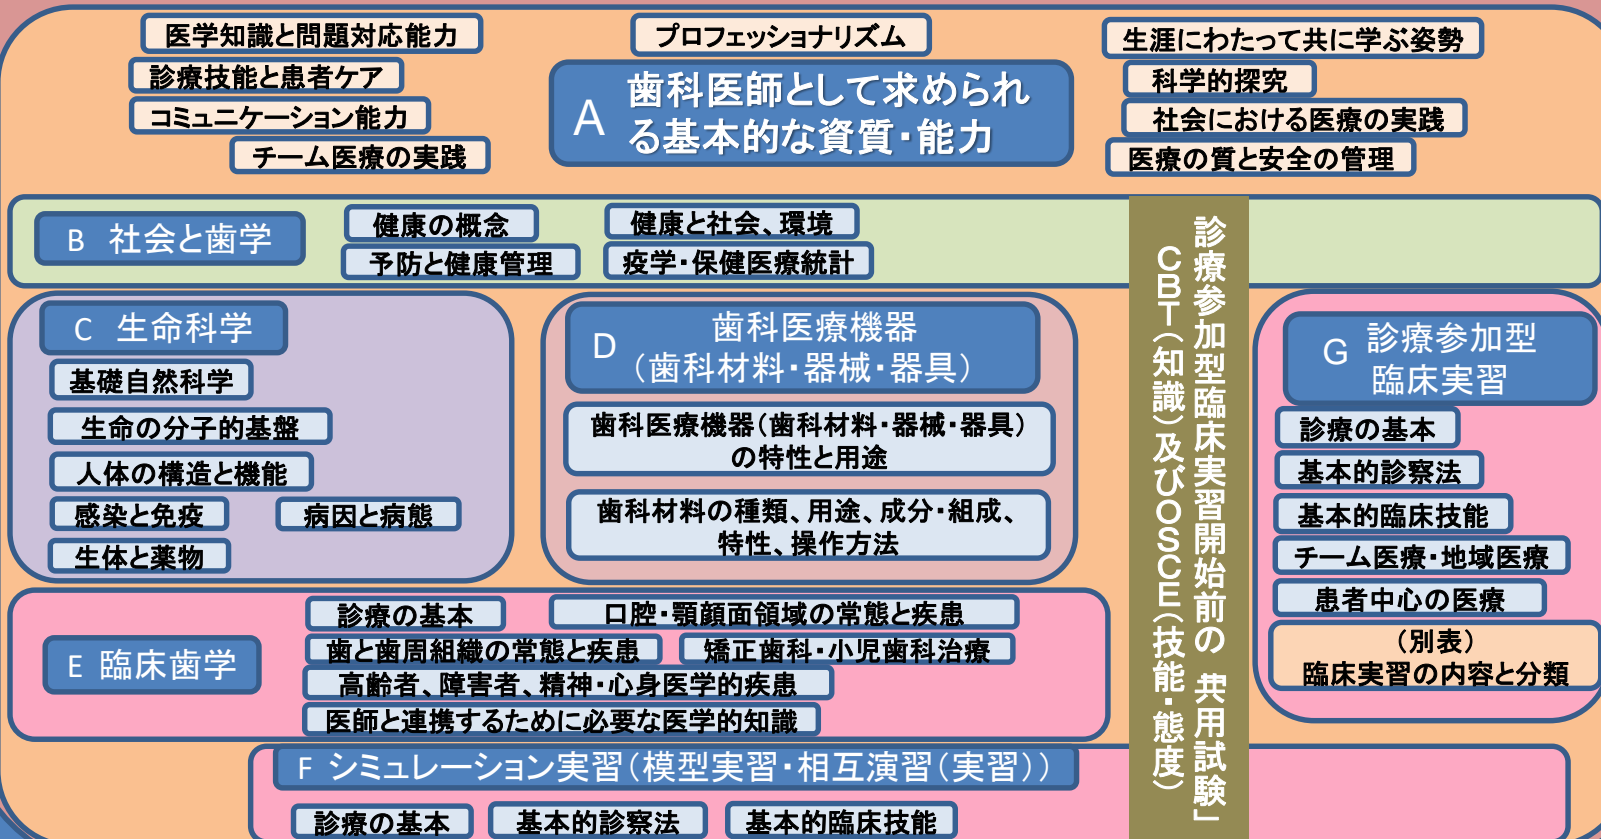 医学知識と問題対応能力
診療技能と患者ケア
コミュニケーション能力
チーム医療の実践
プロフェッショナリズム
A 歯科医師として求められ
る基本的な資質・能力
生涯にわたって共に学ぶ姿勢
科学的探究
社会における医療の実践
医療の質と安全の管理
B 社会と歯学
健康の概念
健康と社会、環境
予防と健康管理
疫学・保健医療統計
C 生命科学
基礎自然科学
生命の分子的基盤
人体の構造と機能
感染と免疫
病因と病態
生体と薬物
D 歯科医療機器
（歯科材料・器械・器具）
歯科医療機器（歯科材料・器械・器具）
の特性と用途
歯科材料の種類、用途、成分・組成、
特性、操作方法
E 臨床歯学
診療の基本
口腔・顎顔面領域の常態と疾患
歯と歯周組織の常態と疾患
矯正歯科・小児歯科治療
高齢者、障害者、精神・心身医学的疾患
医師と連携するために必要な医学的知識
F シミュレーション実習（模型実習・相互演習（実習））
診療の基本
基本的診察法
基本的臨床技能
診療参加型臨床実習開始前の「共用試験」
CBT（知識）及びOSCE（技能・態度）
G 診療参加型
臨床実習
診療の基本
基本的診察法
基本的臨床技能
チーム医療・地域医療
患者中心の医療
（別表）
臨床実習の内容と分類